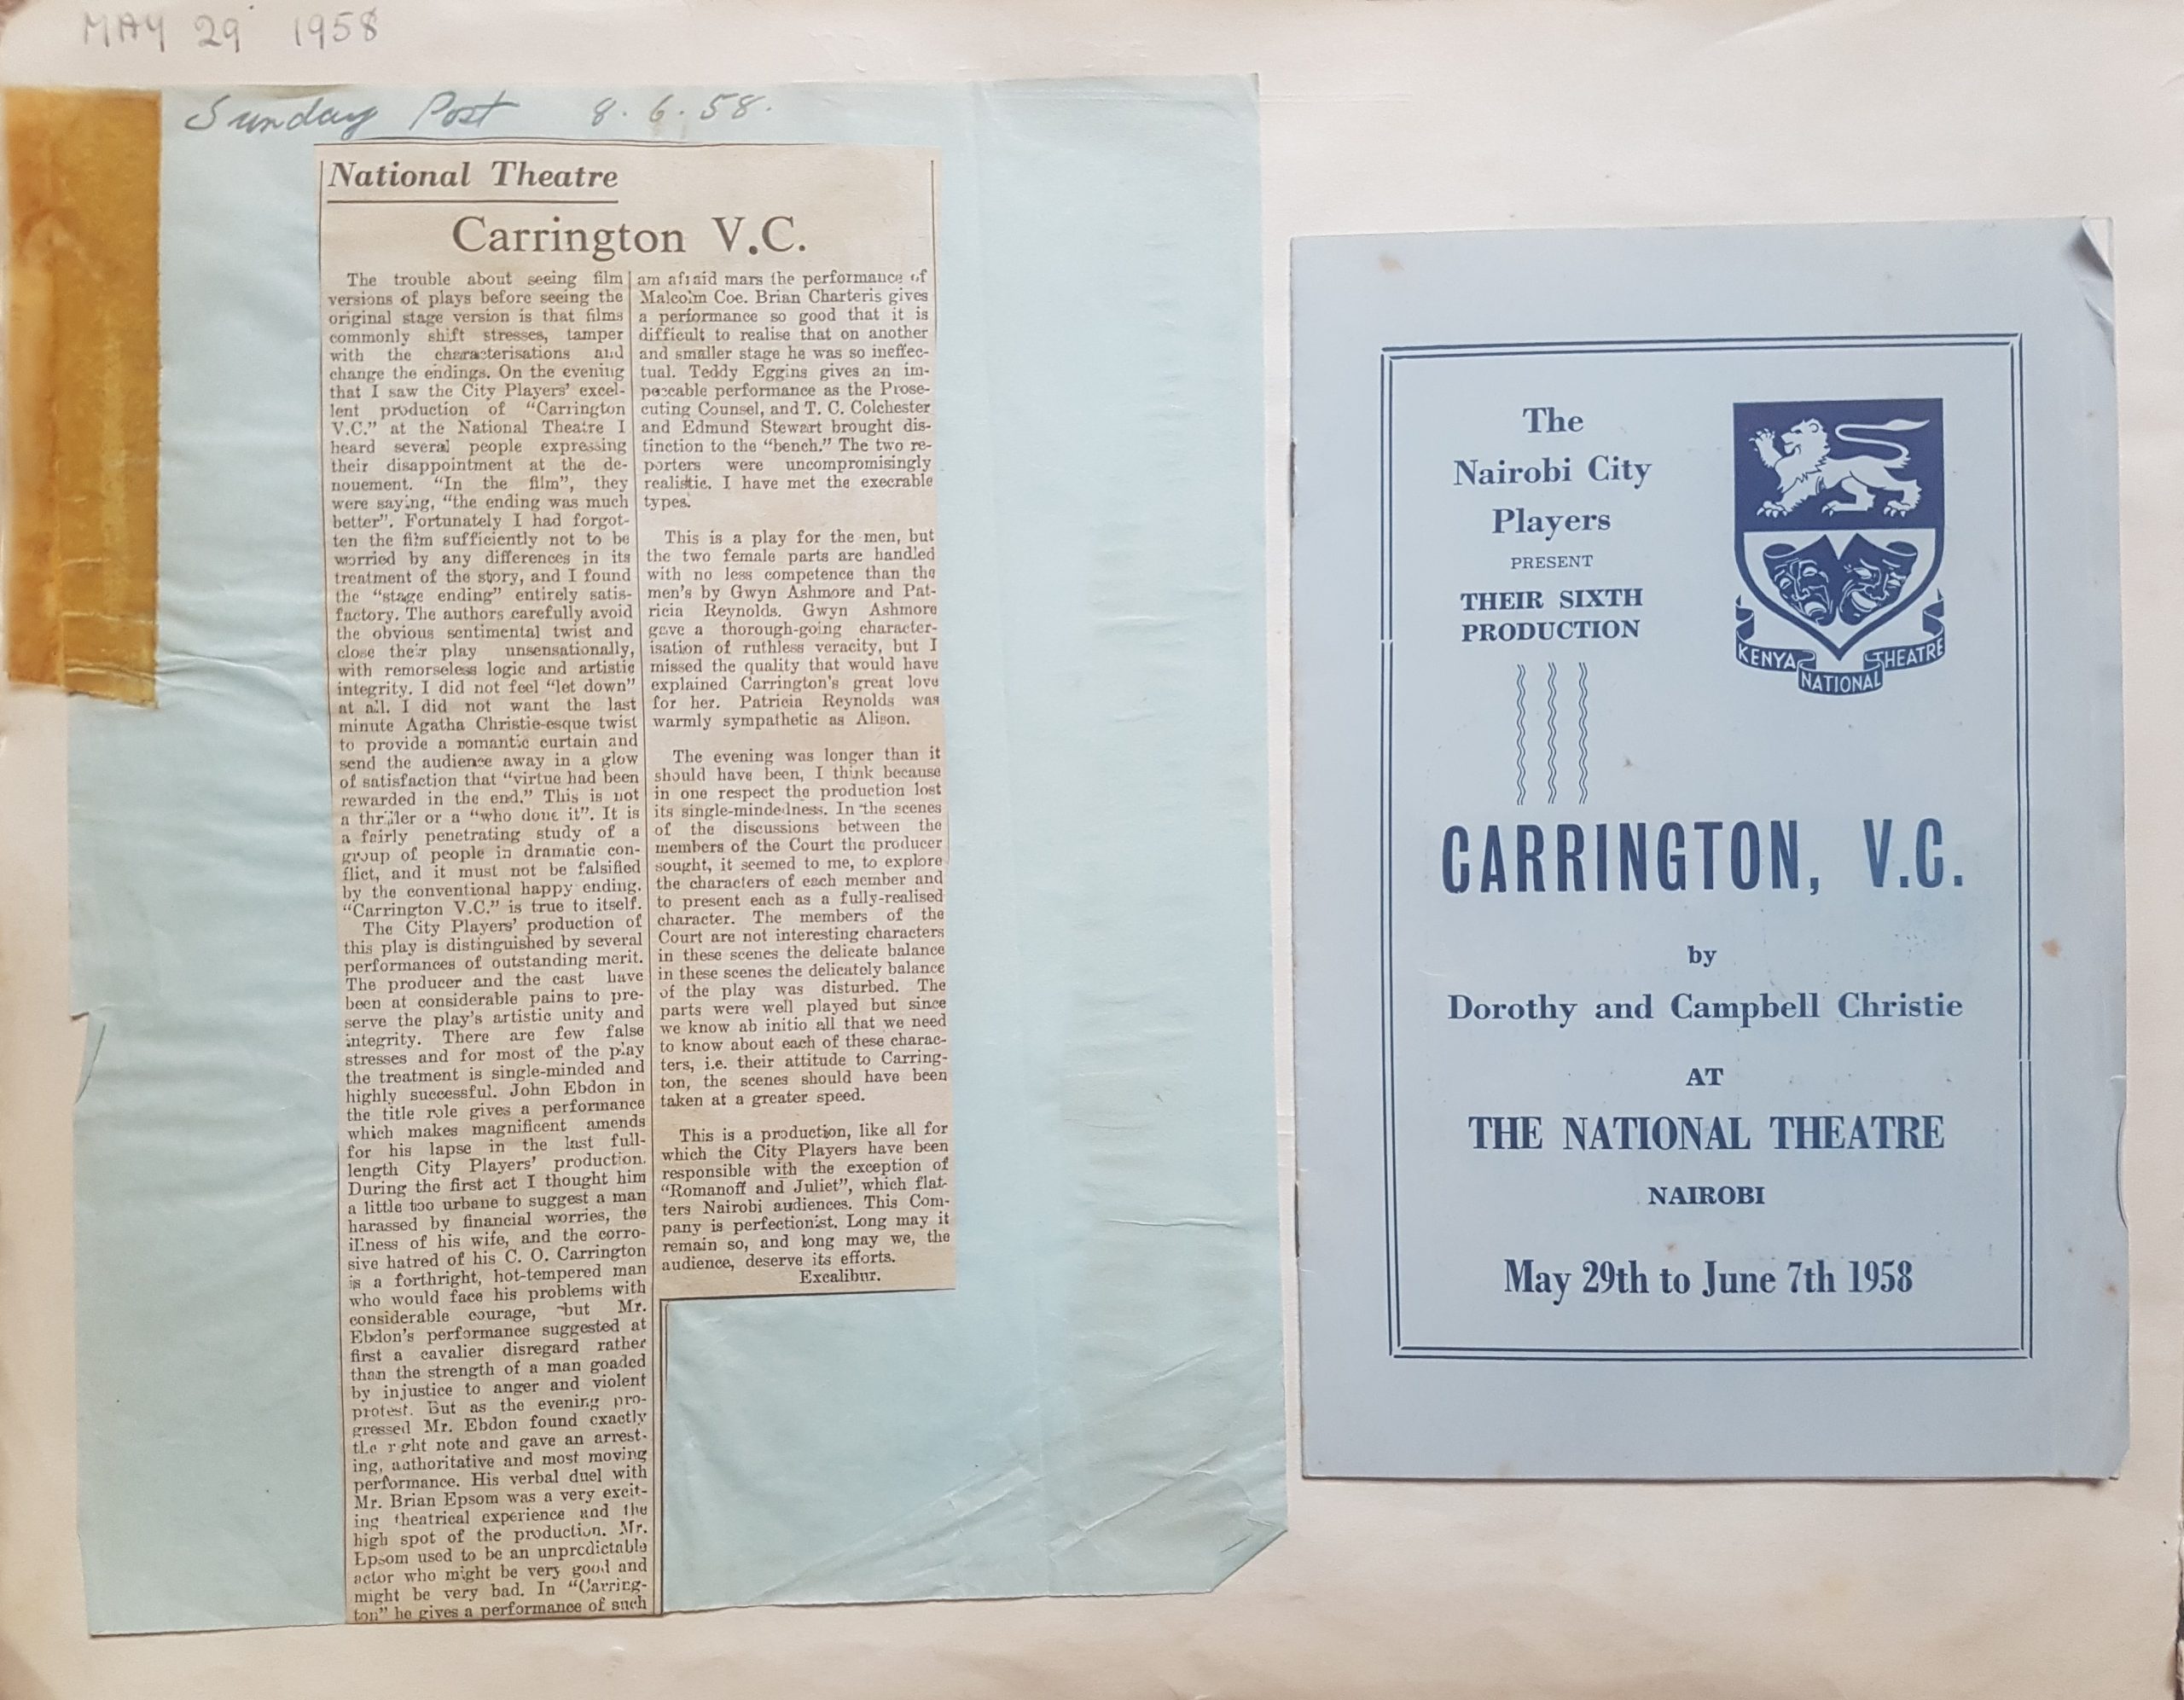 MAY 29 1958
Sunday Post 8. 6. 58.
National Theatre
Carrington V.C.
The trouble about seeing film
versions of plays before seeing the
original stage version is that films
commonly shift stresses, tamper
with the characterisations and
change the endings. On the evening
that I saw the City Players' excel-
lent production of "Carrington
V.C." at the National Theatre I
heard several people expressing
their disappointment at the de-
nouement. "In the film", they
were saying, "the ending was much
better". Fortunately I had forgot-
ten the film sufficiently not to be
worried by any differences in its
treatment of the story, and I found
the "stage ending" entirely satis-
factory. The authors carefully avoid
the obvious sentimental twist and
close their play unsensationally,
with remorseless logic and artistic
integrity. I did not feel "let down"
at all. I did not want the last
minute Agatha Christie-esque twist
to provide a romantic curtain and
send the audience away in a glow
of satisfaction that "virtue had been
rewarded in the end." This is not
a thriller or a "who done it". It is
a fairly penetrating study of a
group of people in dramatic con-
flict, and it must not be falsified
by the conventional happy ending.
"Carrington V.C." is true to itself.
The City Players' production of
this play is distinguished by several
performances of outstanding merit.
The producer and the cast have
been at considerable pains to pre-
serve the play's artistic unity and
integrity. There are few false
stresses and for most of the play
the treatment is single-minded and
highly successful. John Ebdon in
the title role gives a performance
which makes magnificent amends
for his lapse in the last full-
length City Players' production.
During the first act I thought him
a little too urbane to suggest a man
harassed by financial worries, the
illness of his wife, and the corro-
sive hatred of his C. O. Carrington
is a forthright, hot-tempered man
who would face his problems with
considerable courage, but Mr.
Ebdon's performance suggested at
first a cavalier disregard rather
than the strength of a man goaded
by injustice to anger and violent
protest. But as the evening pro-
gressed Mr. Ebdon found exactly
the right note and gave an arrest-
ing, authoritative and most moving
performance. His verbal duel with
Mr. Brian Epsom was a very excit-
ing theatrical experience and the
high spot of the production. Mr.
Epsom used to be an unpredictable
actor who might be very good and
might be very bad. In "Carring-
ton" he gives a performance of such
am afraid mars the performance of
Malcolm Coe. Brian Charteris gives
a performance so good that it is
difficult to realise that on another
and smaller stage he was so ineffec-
tual. Teddy Eggins gives an im-
peccable performance as the Prose-
cuting Counsel, and T. C. Colchester
and Edmund Stewart brought dis-
tinction to the "bench." The two re-
porters were uncompromisingly
realistic. I have met the execrable
types.
This is a play for the men, but
the two female parts are handled
with no less competence than the
men's by Gwyn Ashmore and Pat-
ricia Reynolds. Gwyn Ashmore
gave a thorough-going character-
isation of ruthless veracity, but I
missed the quality that would have
explained Carrington's great love
for her. Patricia Reynolds was
warmly sympathetic as Alison.
The evening was longer than it
should have been, I think because
in one respect the production lost
its single-mindedness. In the scenes
of the discussions between the
members of the Court the producer
sought, it seemed to me, to explore
the characters of each member and
to present each as a fully-realised
character. The members of the
Court are not interesting characters
in these scenes the delicate balance
in these scenes the delicately balance
of the play was disturbed. The
parts were well played but since
we know ab initio all that we need
to know about each of these charac-
ters, i.e. their attitude to Carring-
ton, the scenes should have been
taken at a greater speed.
This is a production, like all for
which the City Players have been
responsible with the exception of
"Romanoff and Juliet", which flat-
ters Nairobi audiences. This Com-
pany is perfectionist. Long may it
remain so, and long may we, the
audience, deserve its efforts.
Excalibur.
The
Nairobi City
Players
PRESENT
THEIR SIXTH
PRODUCTION
KENYA NATIONAL THEATRE
CARRINGTON, V.C.
by
Dorothy and Campbell Christie
AT
THE NATIONAL THEATRE
NAIROBI
May 29th to June 7th 1958